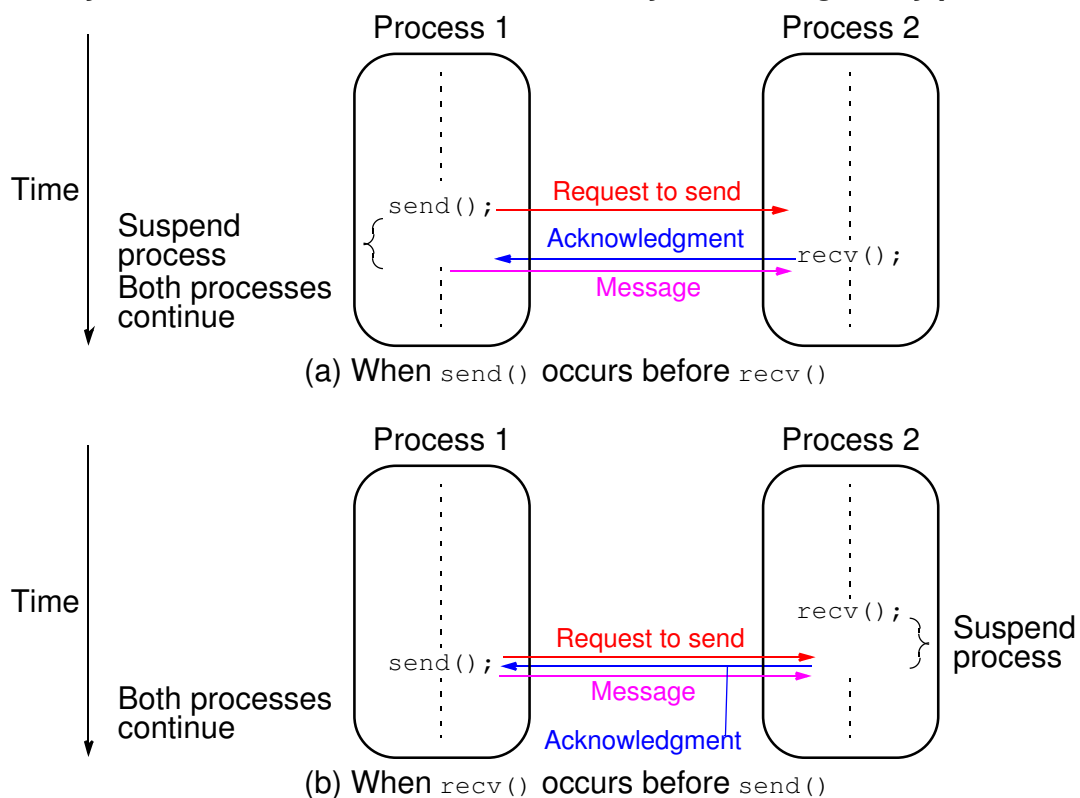 Process 1
Process 2
Time
send();
Request to send
Suspend
process
Acknowledgment
recv();
Both processes
continue
Message
(a) When send() occurs before recv()
Process 1
Process 2
Time
recv();
Suspend
process
Request to send
send();
Message
Both processes
continue
Acknowledgment
(b) When recv() occurs before send()